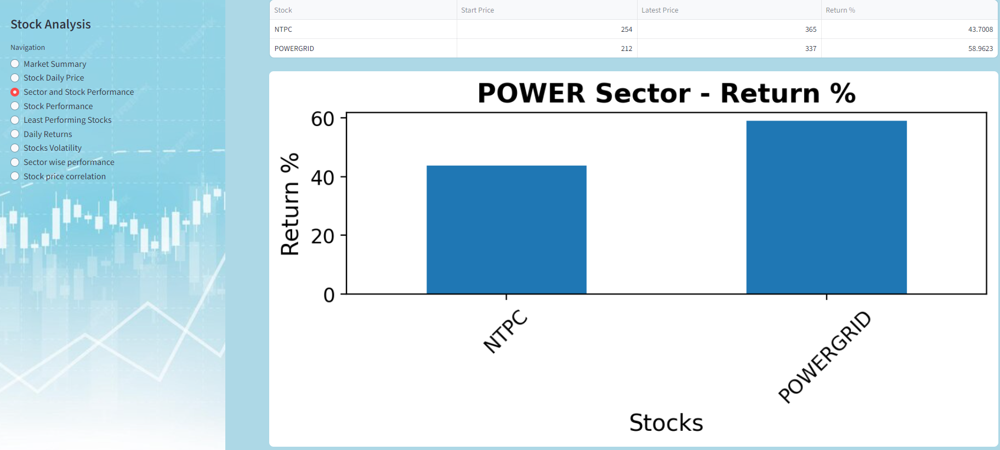 Stock Analysis
Navigation
Market Summary
Stock Daily Price
Sector and Stock Performance
Stock Performance
Least Performing Stocks
Daily Returns
Stocks Volatility
Sector wise performance
Stock price correlation
Stock Start Price Latest Price Return %
NTPC 254 365 43.7008
POWERGRID 212 337 58.9623
POWER Sector - Return %
Return %
60
40
20
0
NTPC
POWERGRID
Stocks